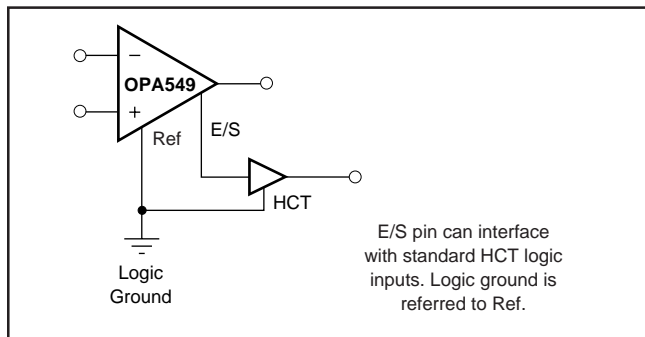 −
OPA549
+
Ref
E/S
HCT
Logic
Ground
E/S pin can interface
with standard HCT logic
inputs. Logic ground is
referred to Ref.